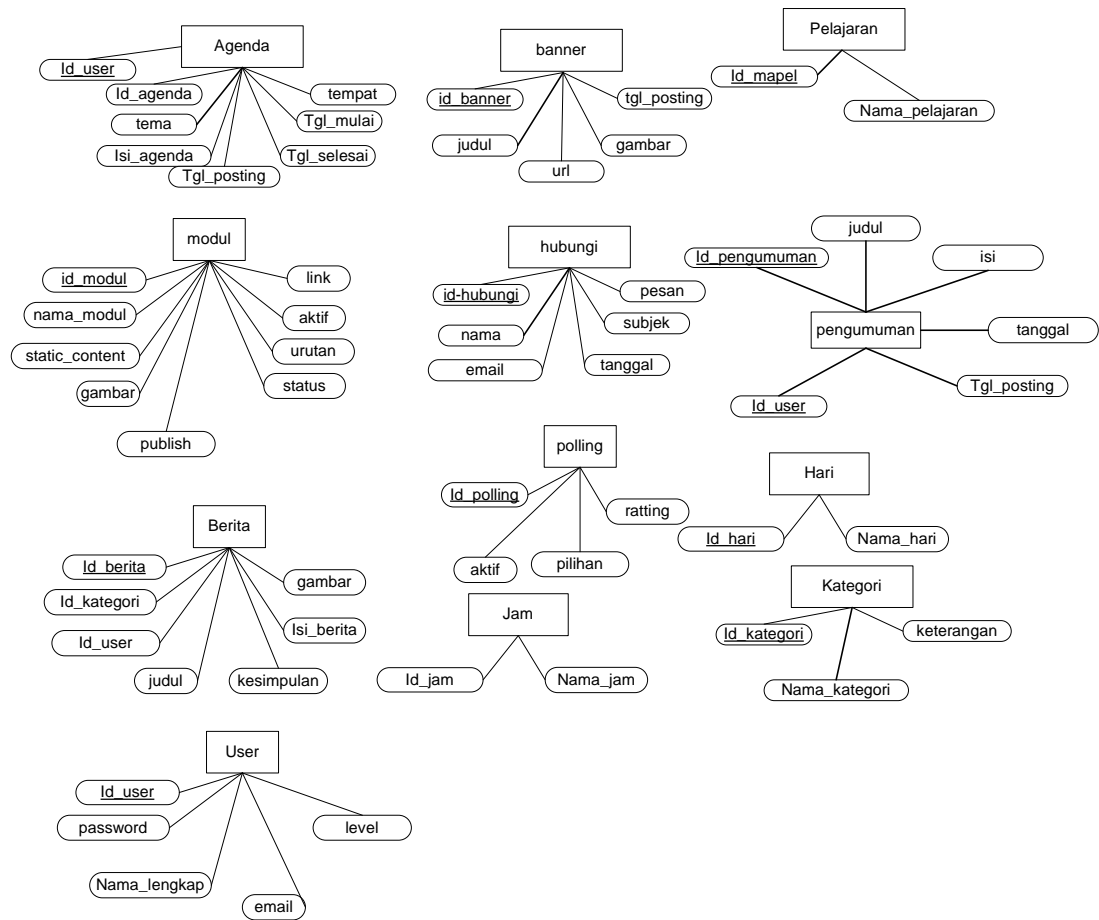 Agenda
Id_user
Id_agenda
tema
Isi_agenda
Tgl_posting
Tgl_selesai
Tgl_mulai
tempat
banner
id_banner
judul
url
gambar
tgl_posting
Pelajaran
Id_mapel
Nama_pelajaran
modul
id_modul
nama_modul
static_content
gambar
publish
status
urutan
aktif
link
hubungi
id-hubungi
nama
email
tanggal
subjek
pesan
judul
Id_pengumuman
isi
pengumuman
tanggal
Tgl_posting
Id_user
polling
Id_polling
aktif
pilihan
ratting
Hari
Id_hari
Nama_hari
Berita
Id_berita
Id_kategori
Id_user
judul
kesimpulan
Isi_berita
gambar
Jam
Id_jam
Nama_jam
Kategori
Id_kategori
Nama_kategori
keterangan
User
Id_user
password
Nama_lengkap
email
level